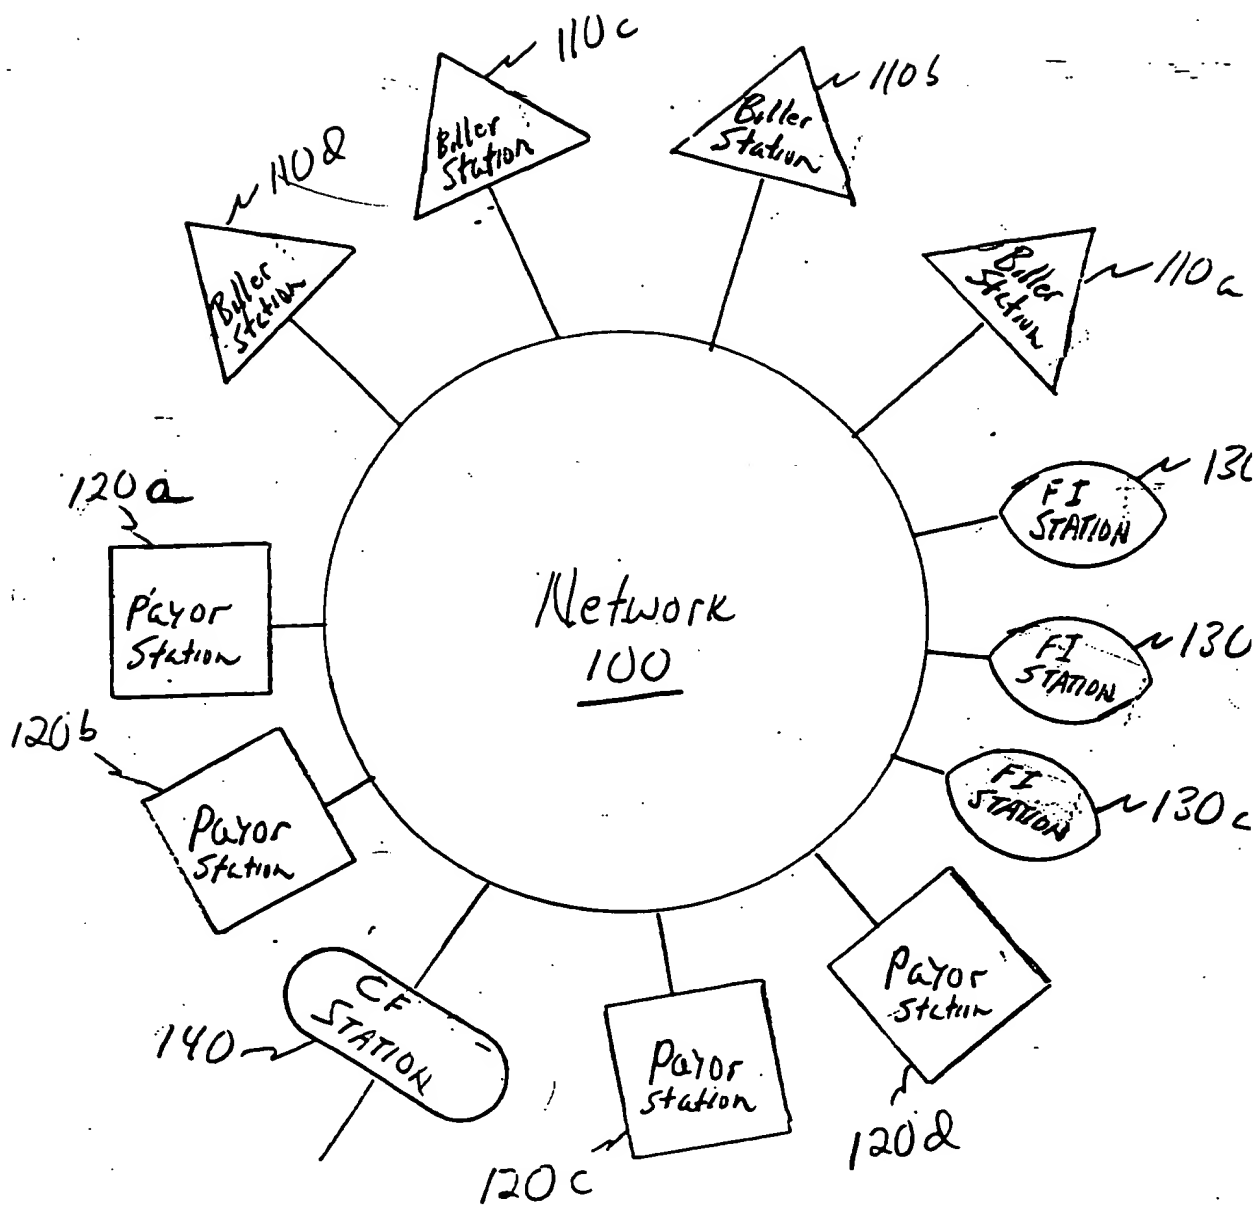 110c
110b
Biller
Station
Biller
Station
110d
Biller
Station
Biller
Station
110a
130
FI
STATION
120a
Payor
Station
Network
100
FI
STATION
130
120b
Payor
Station
FI
STATION
130c
CF
STATION
140
Payor
Station
120c
Payor
Station
120d